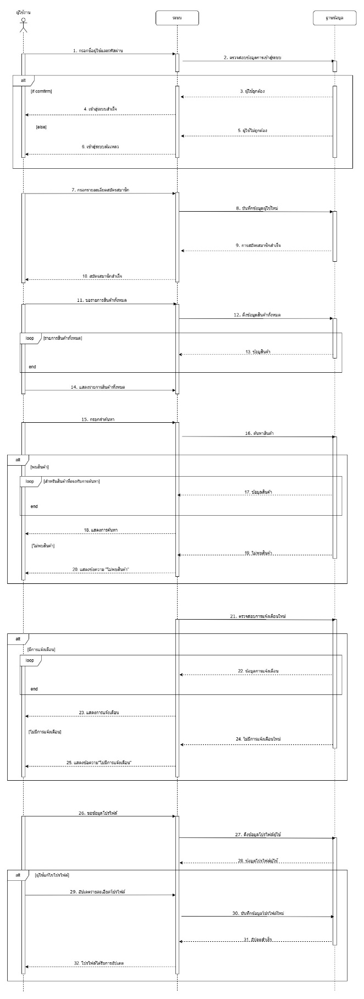 ผู้ใช้งาน
ระบบ
ฐานข้อมูล
1. กรอกชื่อผู้ใช้และรหัสผ่าน
2. ตรวจสอบข้อมูลการเข้าสู่ระบบ
alt
[if comfirm]
3. ผู้ใช้ถูกต้อง
4. เข้าสู่ระบบสำเร็จ
[else]
5. ผู้ใช้ไม่ถูกต้อง
6. เข้าสู่ระบบล้มเหลว
7. กรอกรายละเอียดสมัครสมาชิก
8. บันทึกข้อมูลผู้ใช้ใหม่
9. การสมัครสมาชิกสำเร็จ
10. สมัครสมาชิกสำเร็จ
11. ขอรายการสินค้าทั้งหมด
12. ดึงข้อมูลสินค้าทั้งหมด
loop
[รายการสินค้าทั้งหมด]
13. ข้อมูสินค้า
end
14. แสดงรายการสินค้าทั้งหมด
15. กรอกคำค้นหา
16. ค้นหาสินค้า
alt
[พบสินค้า]
loop
[สำหรับสินค้าที่ตรงกับการค้นหา]
17. ข้อมูลสินค้า
end
18. แสดงการค้นหา
[ไม่พบสินค้า]
19. ไม่พบสินค้า
20. แสดงข้อความ "ไม่พบสินค้า"
21. ตรวจสอบการแจ้งเตือนใหม่
alt
[มีการแจ้งเตือน]
loop
22. ข้อมูลการแจ้งเตือน
end
23. แสดงการแจ้งเตือน
[ไม่มีการแจ้งเตือน]
24. ไม่มีการแจ้งเตือนใหม่
25. แสดงข้อความ"ไม่มีการแจ้งเตือน"
26. ขอข้อมูลโปรไฟล์
27. ดึงข้อมูลโปรไฟล์ผู้ใช้
28. ข้อมูลโปรไฟล์ผู้ใช้
alt
[ผู้ใช้แก้ไขโปรไฟล์]
29. อัปเดตรายละเอียดโปรไฟล์
30. บันทึกข้อมูลโปรไฟล์ใหม่
31. อัปดตสำเร็จ
32. โปรไฟล์ได้รับการอัปเดต